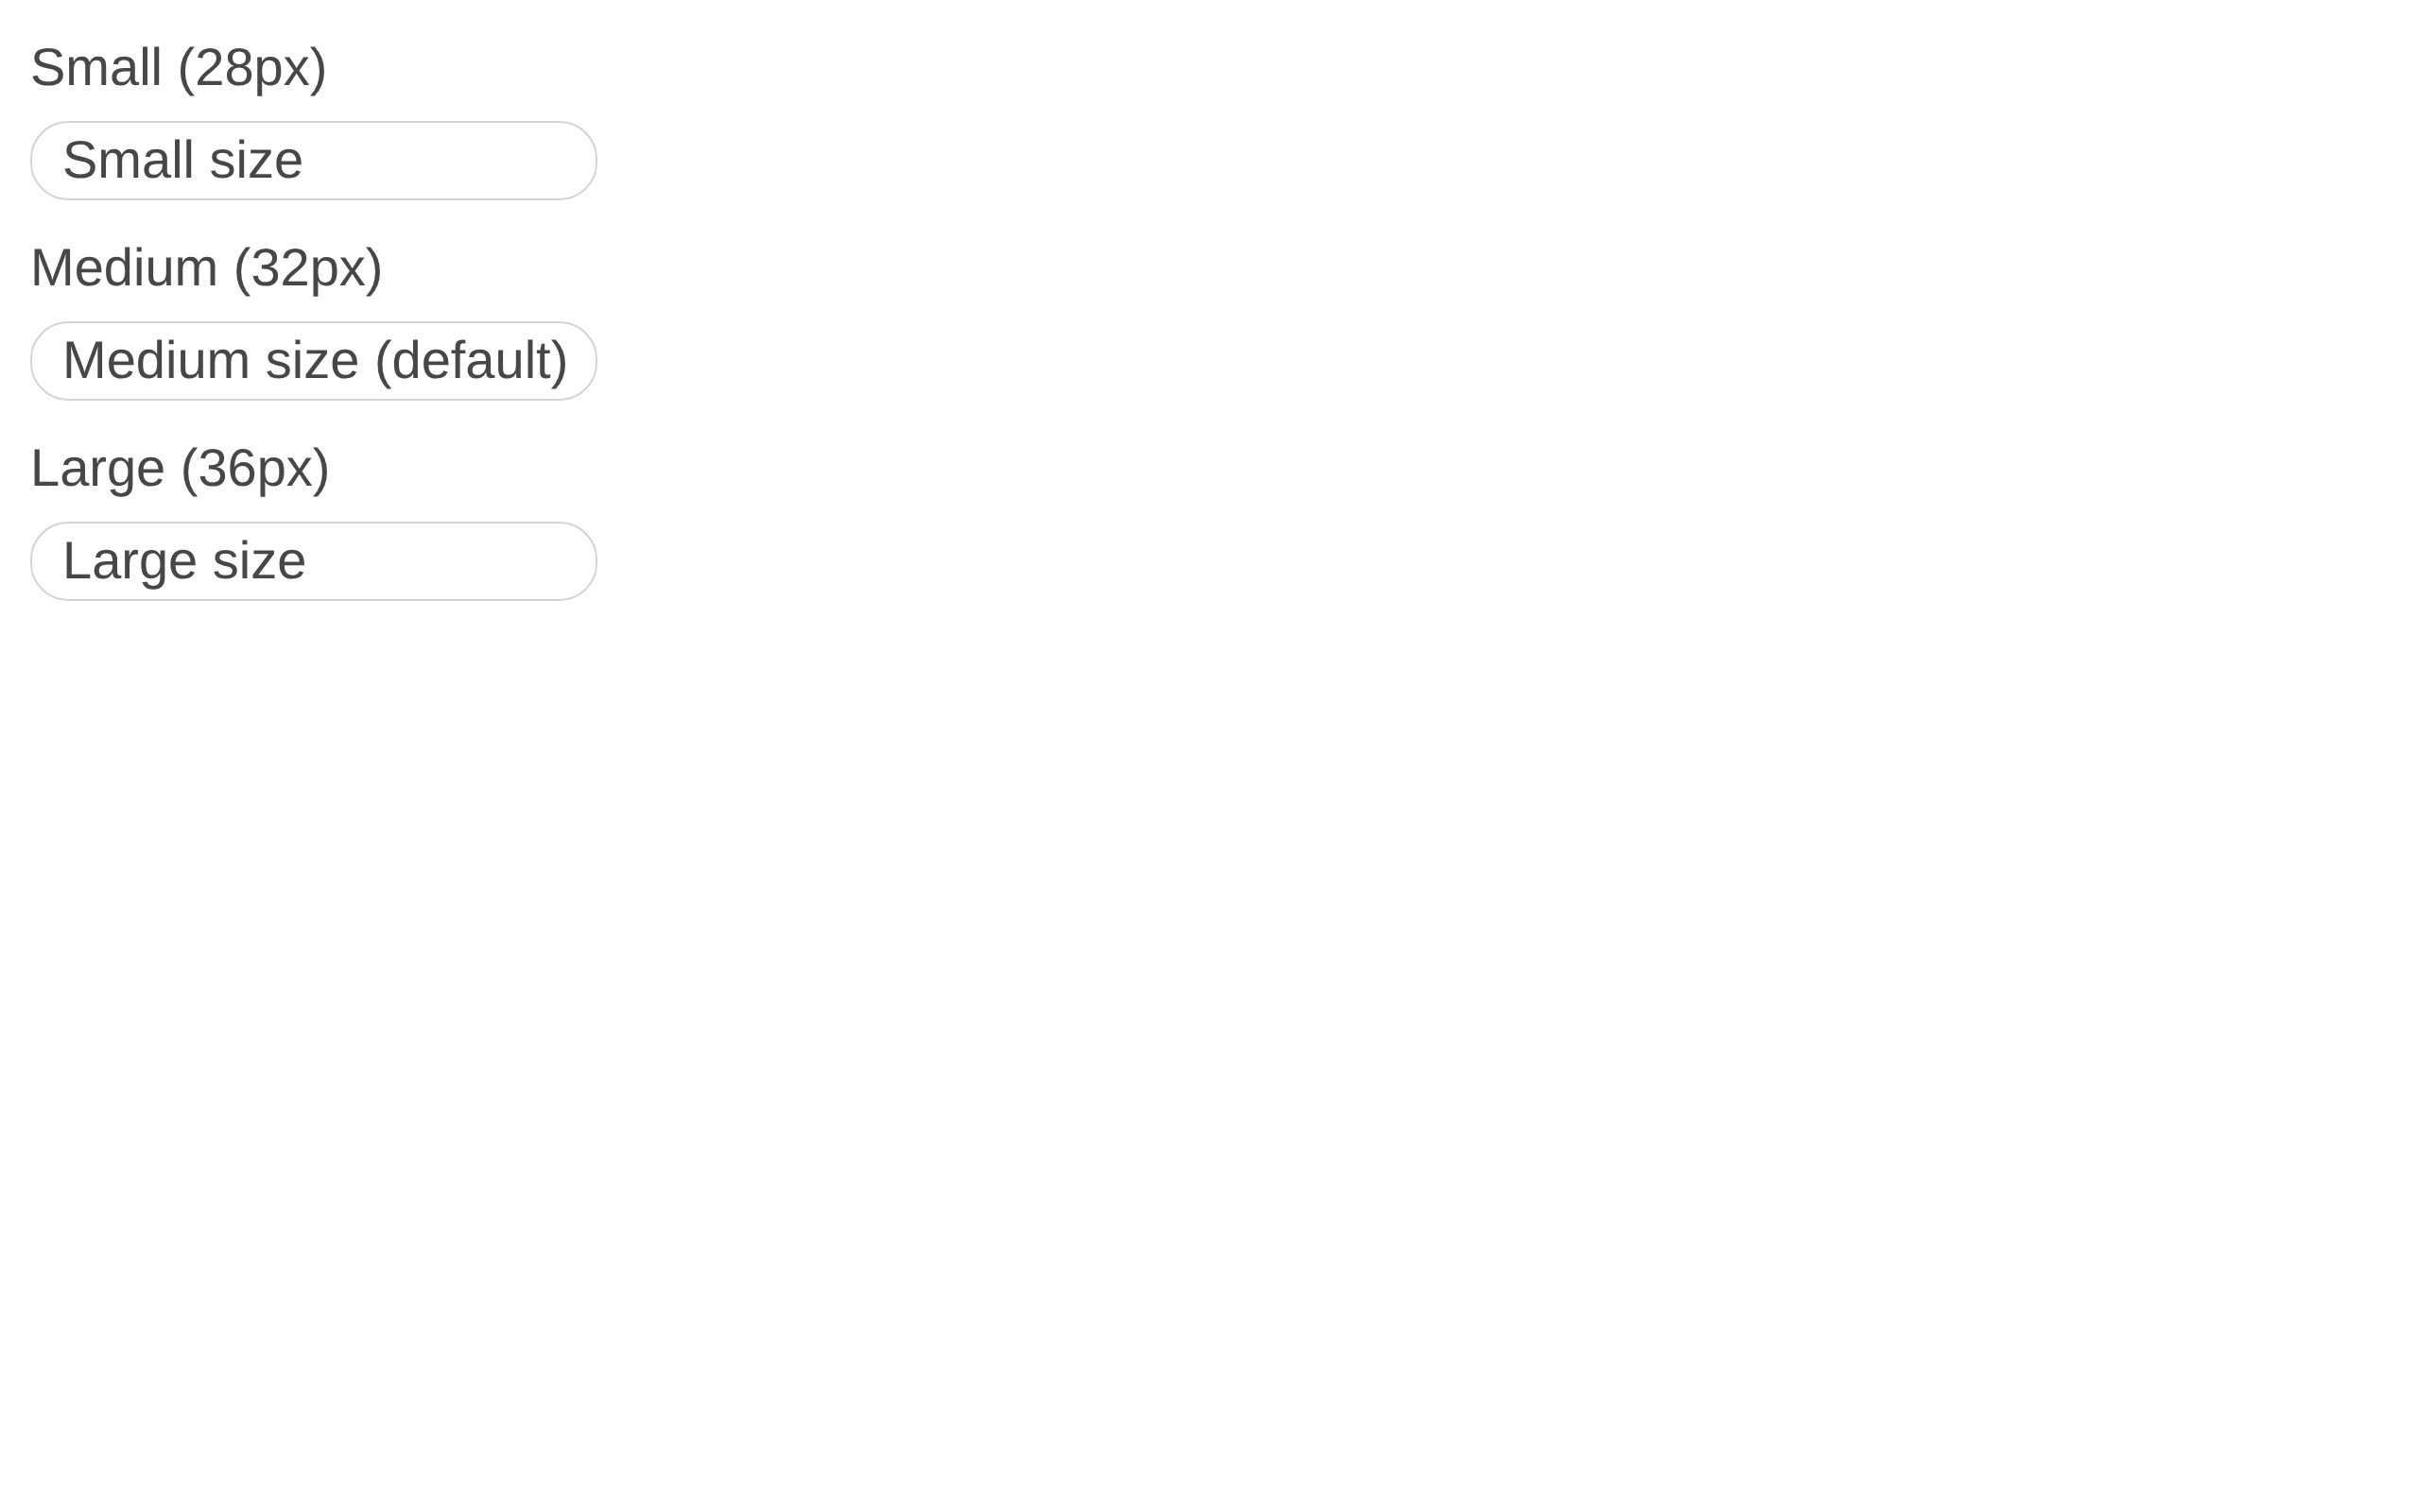 Small (28px)
Small size
Medium (32px)
Medium size (default)
Large (36px)
Large size